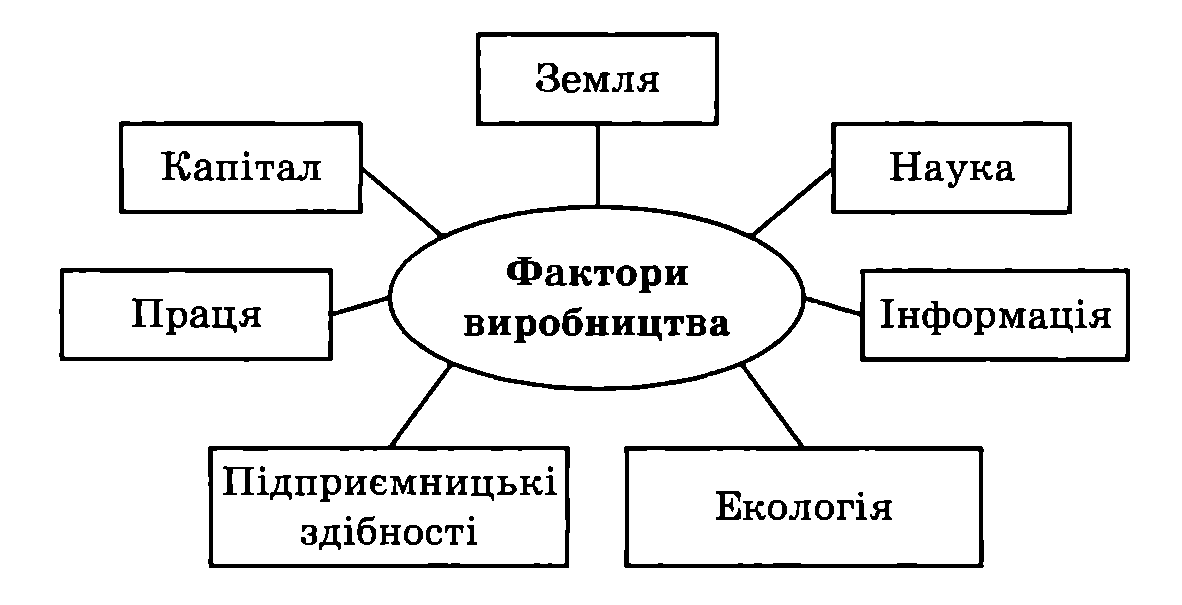 Земля
Капітал
Наука
Фактори
виробництва
Праця
Інформація
Підприємницькі
здібності
Екологія